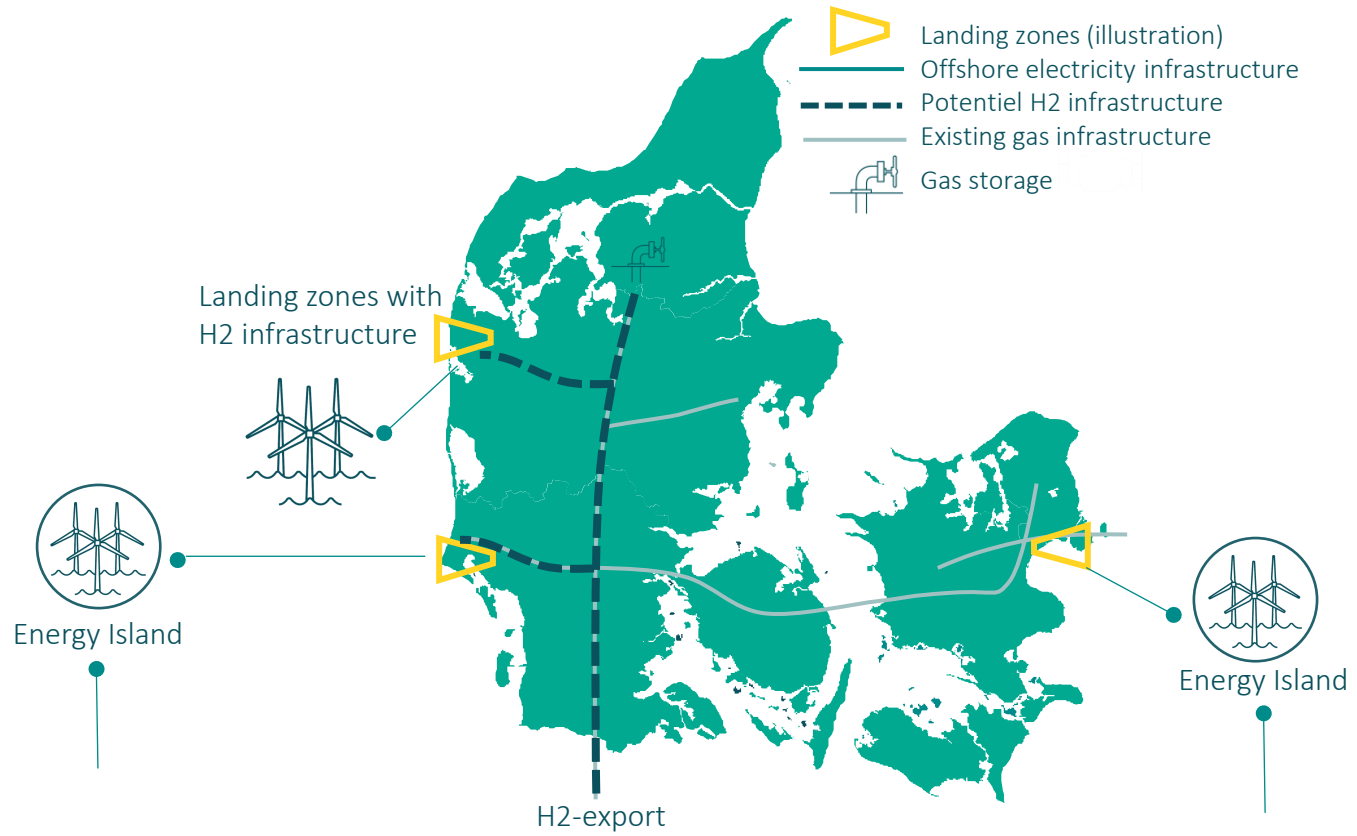 Landing zones (illustration)
Offshore electricity infrastructure
Potentiel H2 infrastructure
Existing gas infrastructure
Gas storage
Landing zones with
H2 infrastructure
Energy Island
Energy Island
H2-export